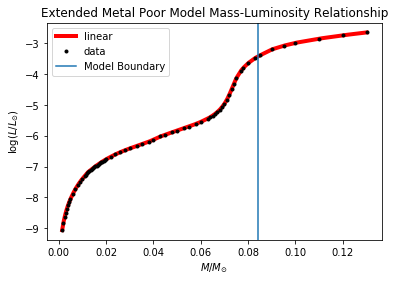 Extended Metal Poor Model Mass-Luminosity Relationship
linear
data
Model Boundary
log(L/L⊙)
−3
−4
−5
−6
−7
−8
−9
0.00 0.02 0.04 0.06 0.08 0.10 0.12
M/M⊙